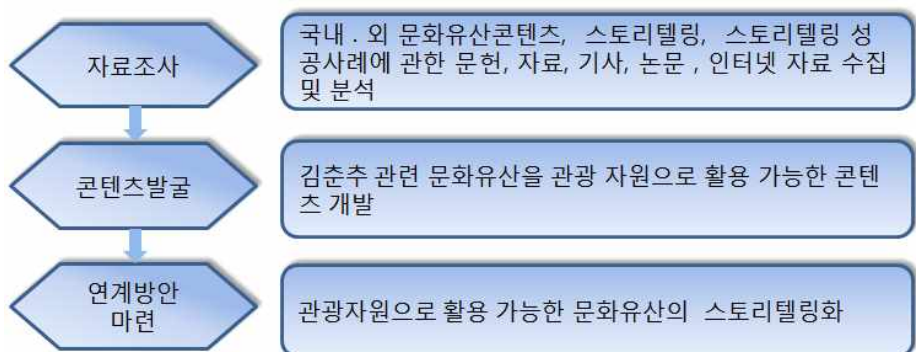 자료조사
국내 . 외 문화유산콘텐츠, 스토리텔링, 스토리텔링 성
공사례에 관한 문헌, 자료, 기사, 논문 , 인터넷 자료 수집
및 분석
콘텐츠발굴
김춘추 관련 문화유산을 관광 자원으로 활용 가능한 콘텐
츠 개발
연계방안
마련
관광자원으로 활용 가능한 문화유산의 스토리텔링화